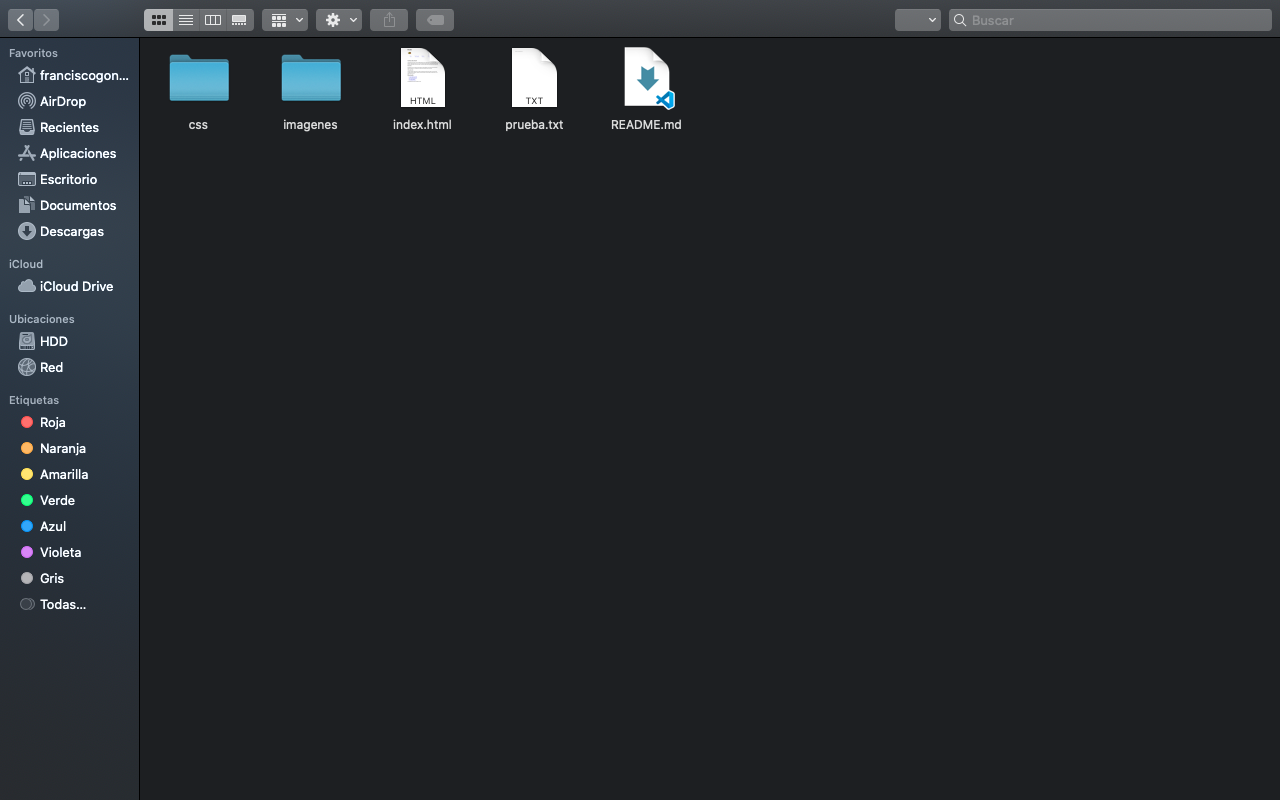 Buscar
Favoritos
franciscogon...
AirDrop
Recientes
Aplicaciones
Escritorio
Documentos
Descargas
iCloud
iCloud Drive
Ubicaciones
HDD
Red
Etiquetas
Roja
Naranja
Amarilla
Verde
Azul
Violeta
Gris
Todas...
HTML
TXT
css
imagenes
index.html
prueba.txt
README.md